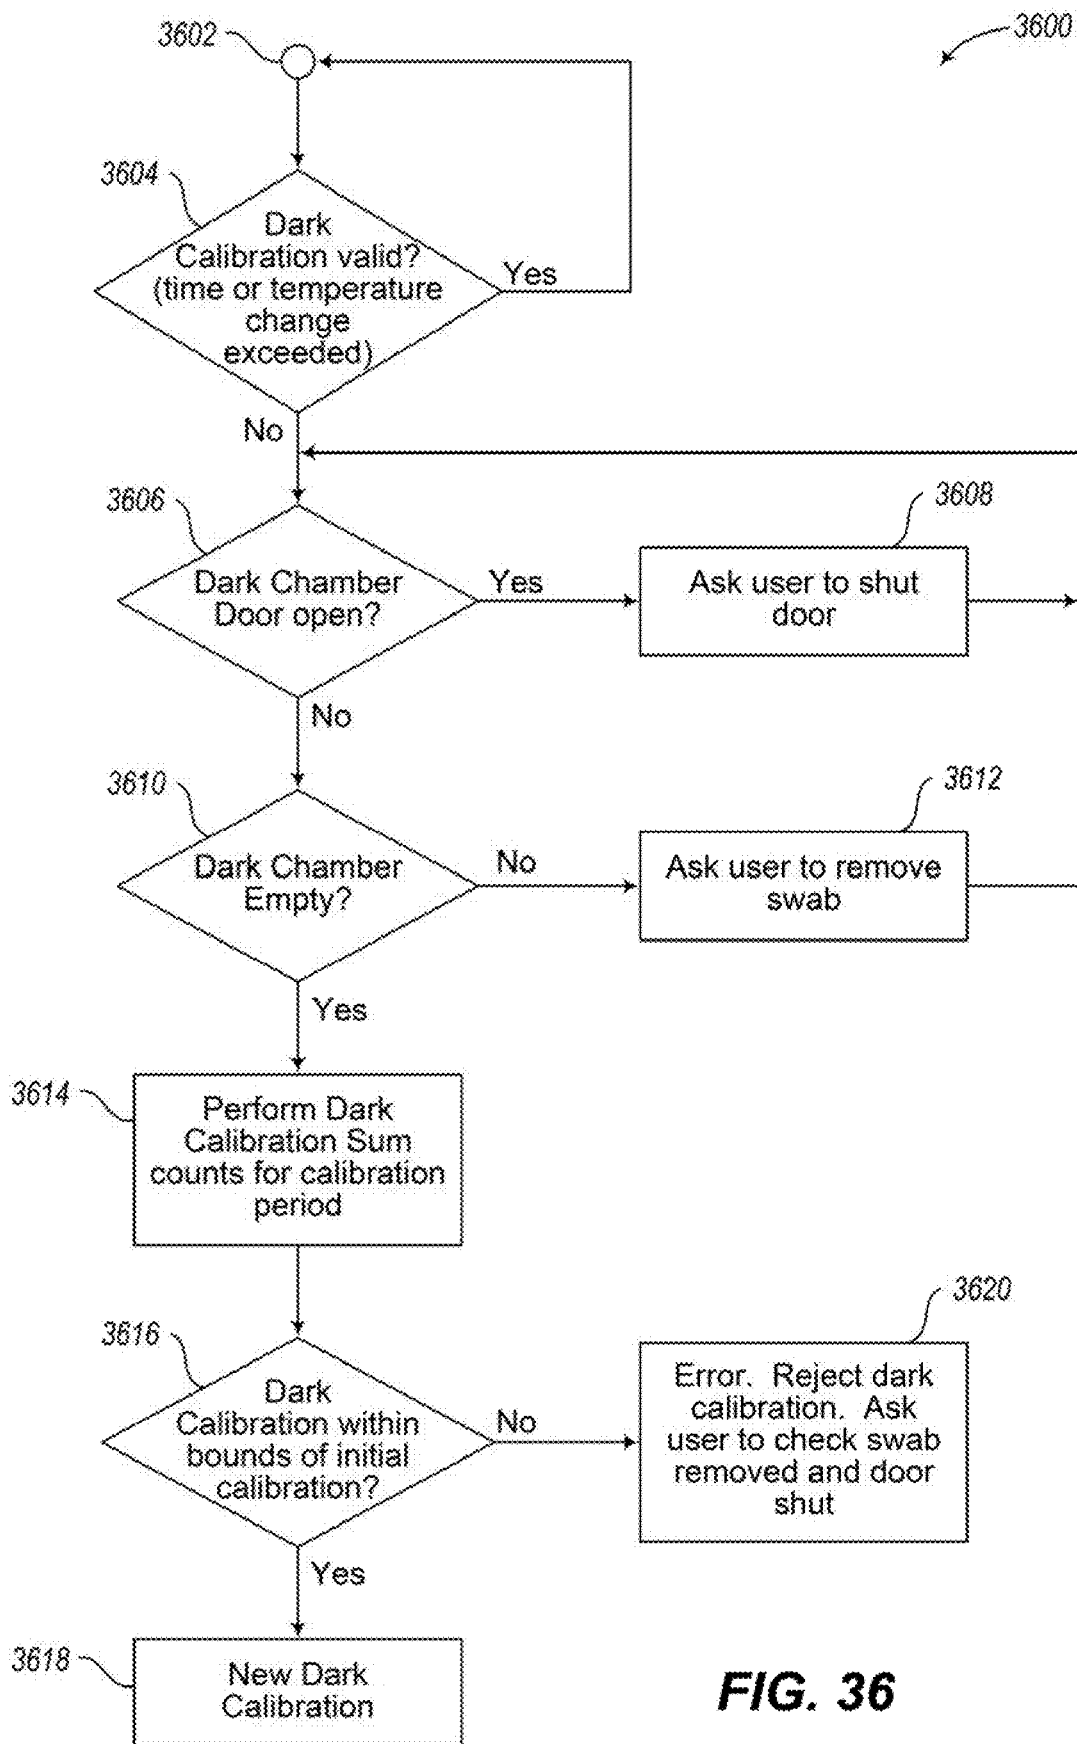 3602
3600
3604
Dark
Calibration valid?
(time or temperature
change
exceeded)
Yes
No
3606
Dark Chamber
Door open?
Yes
3608
Ask user to shut
door
No
3610
Dark Chamber
Empty?
No
3612
Ask user to remove
swab
Yes
3614
Perform Dark
Calibration Sum
counts for calibration
period
3616
Dark
Calibration within
bounds of initial
calibration?
No
3620
Error. Reject dark
calibration. Ask
user to check swab
removed and door
shut
Yes
3618
New Dark
Calibration
FIG. 36